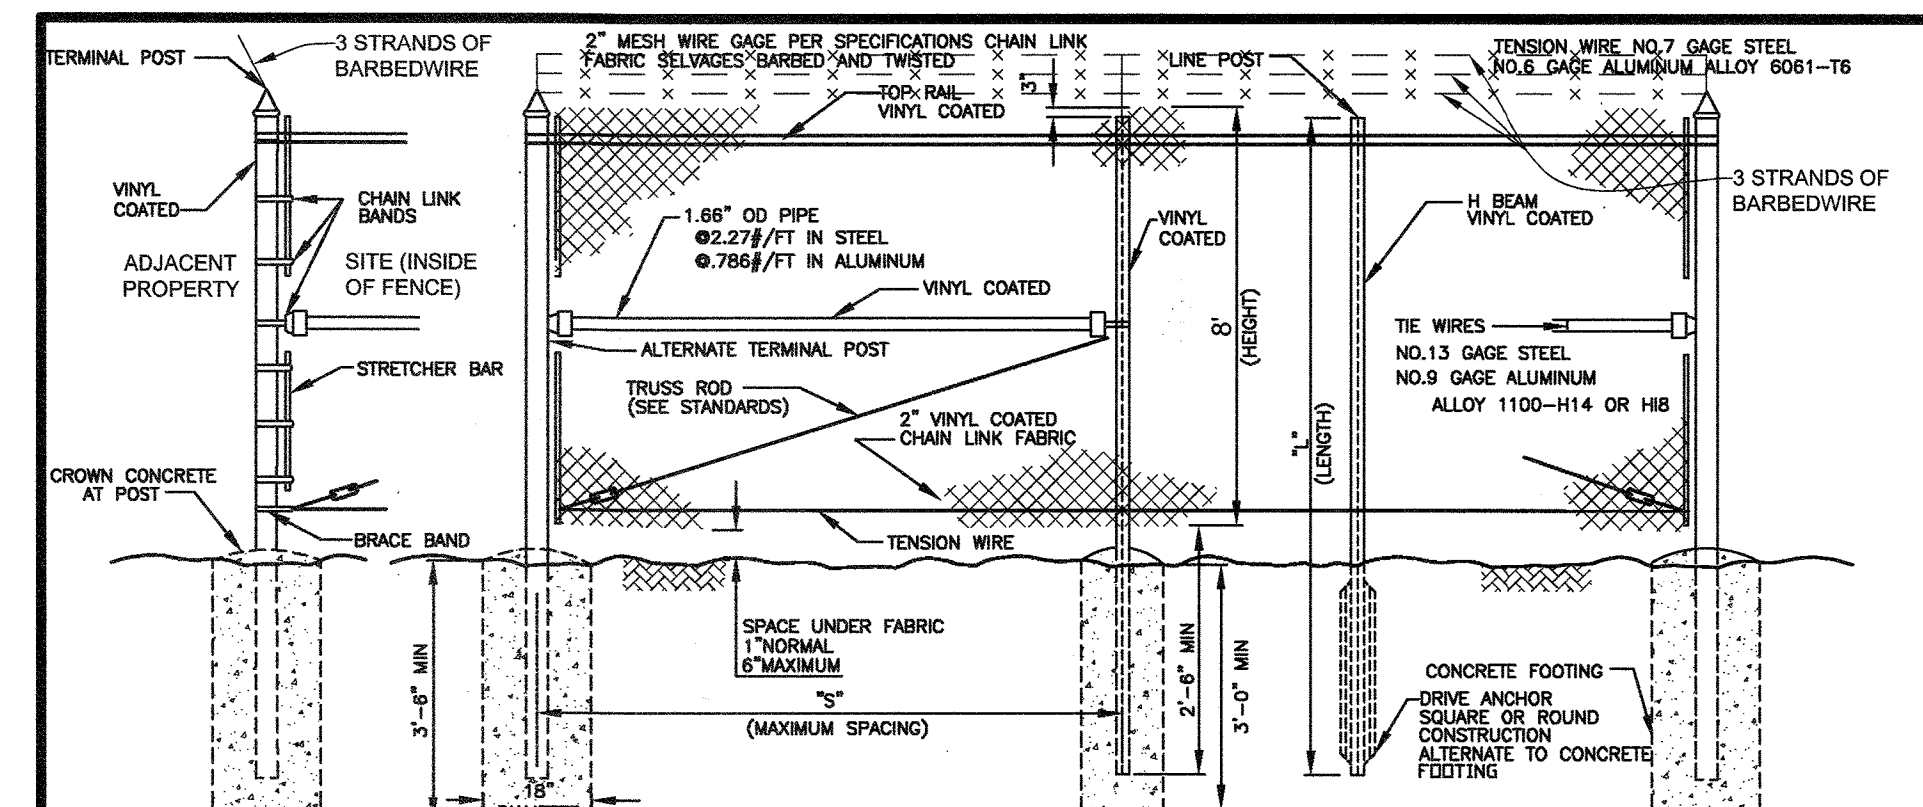 TERMINAL POST
3 STRANDS OF
BARBEDWIRE
2" MESH WIRE GAGE PER SPECIFICATIONS CHAIN LINK
FABRIC SELVAGES BARBED AND TWISTED
TOP RAIL
VINYL COATED
3"
LINE POST
TENSION WIRE NO.7 GAGE STEEL
NO.6 GAGE ALUMINUM ALLOY 6061-T6
VINYL
COATED
CHAIN LINK
BANDS
1.66" OD PIPE
@2.27#/FT IN STEEL
@.786#/FT IN ALUMINUM
VINYL
COATED
H BEAM
VINYL COATED
3 STRANDS OF
BARBEDWIRE
ADJACENT
PROPERTY
SITE (INSIDE
OF FENCE)
VINYL COATED
8'
(HEIGHT)
TIE WIRES
NO.13 GAGE STEEL
NO.9 GAGE ALUMINUM
ALLOY 1100-H14 OR HI8
ALTERNATE TERMINAL POST
STRETCHER BAR
TRUSS ROD
(SEE STANDARDS)
2" VINYL COATED
CHAIN LINK FABRIC
"L"
(LENGTH)
CROWN CONCRETE
AT POST
BRACE BAND
TENSION WIRE
SPACE UNDER FABRIC
1"NORMAL
6"MAXIMUM
3'-6" MIN
"S"
(MAXIMUM SPACING)
2'-6" MIN
3'-0" MIN
CONCRETE FOOTING
DRIVE ANCHOR
SQUARE OR ROUND
CONSTRUCTION
ALTERNATE TO CONCRETE
FOOTING
18"